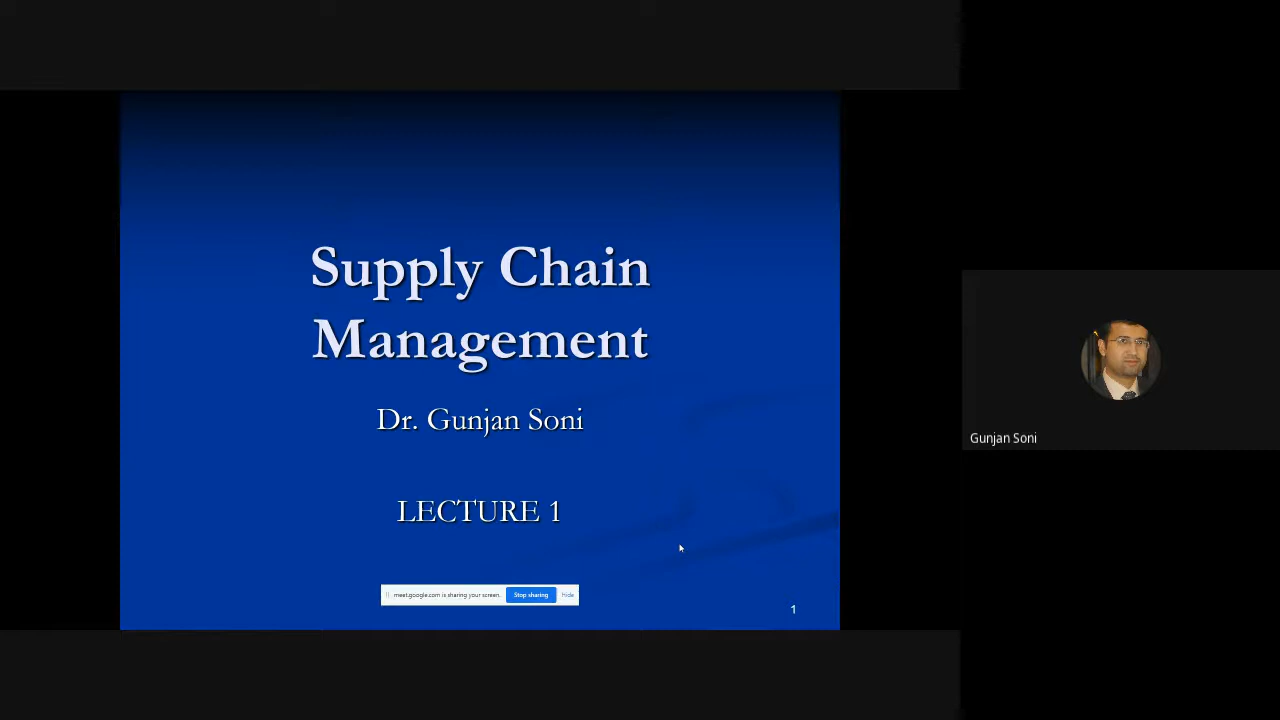 Supply Chain
Management
Dr. Gunjan Soni
LECTURE 1
meet.google.com is sharing your screen.
Stop sharing
Hide
1
Gunjan Soni